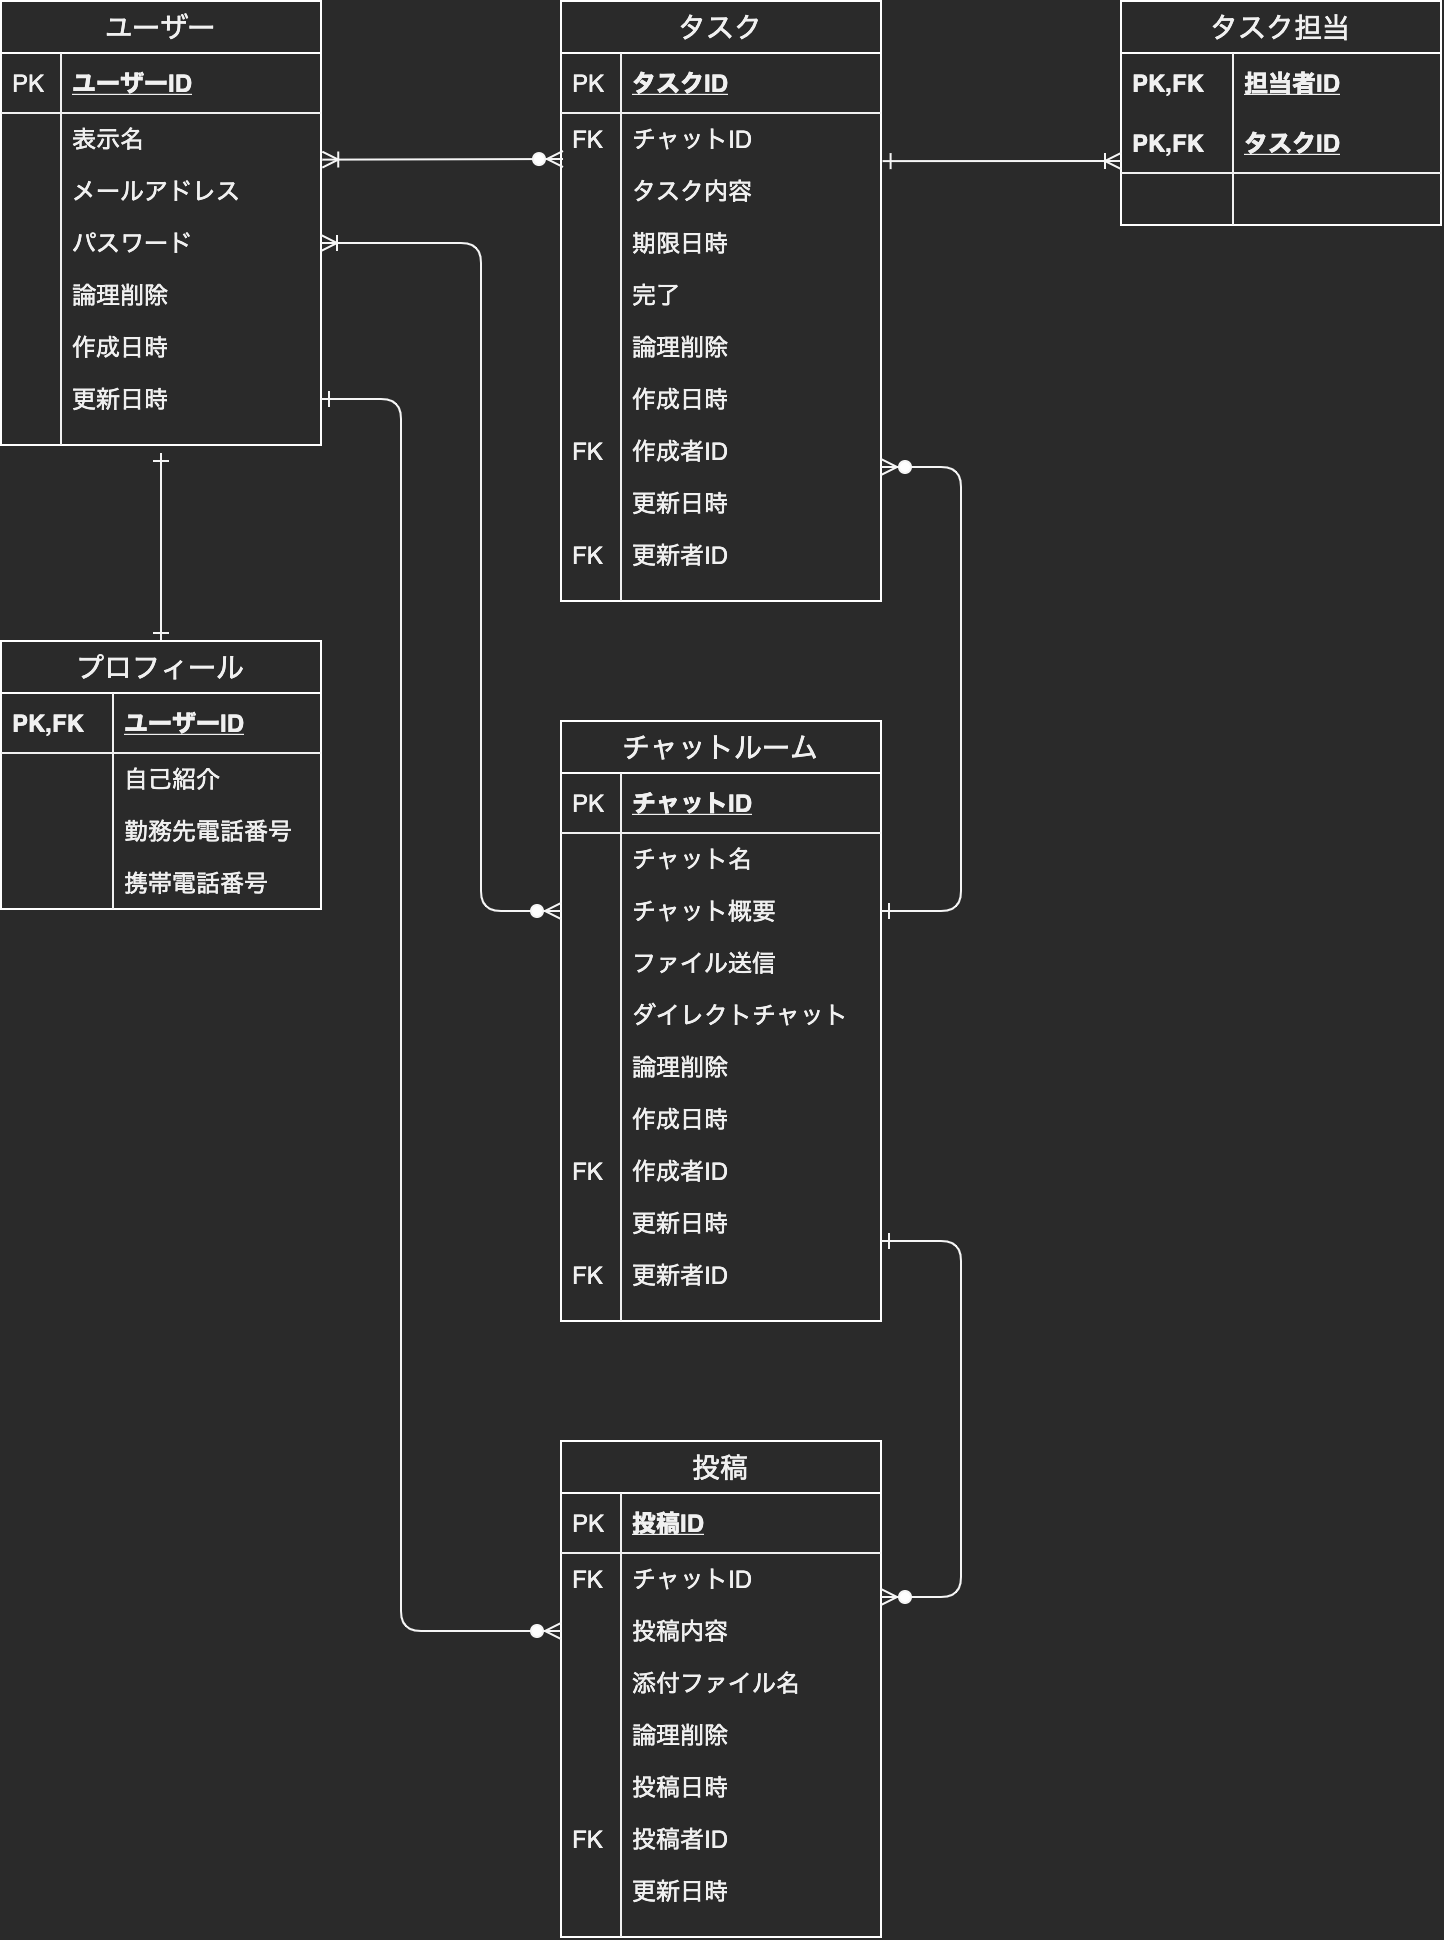 ユーザー
PK ユーザーID
表示名
メールアドレス
パスワード
論理削除
作成日時
更新日時
タスク
PK タスクID
FK チャットID
タスク内容
期限日時
完了
論理削除
作成日時
FK 作成者ID
更新日時
FK 更新者ID
タスク担当
PK,FK 担当者ID
PK,FK タスクID
プロフィール
PK,FK ユーザーID
自己紹介
勤務先電話番号
携帯電話番号
チャットルーム
PK チャットID
チャット名
チャット概要
ファイル送信
ダイレクトチャット
論理削除
作成日時
FK 作成者ID
更新日時
FK 更新者ID
投稿
PK 投稿ID
FK チャットID
投稿内容
添付ファイル名
論理削除
投稿日時
FK 投稿者ID
更新日時